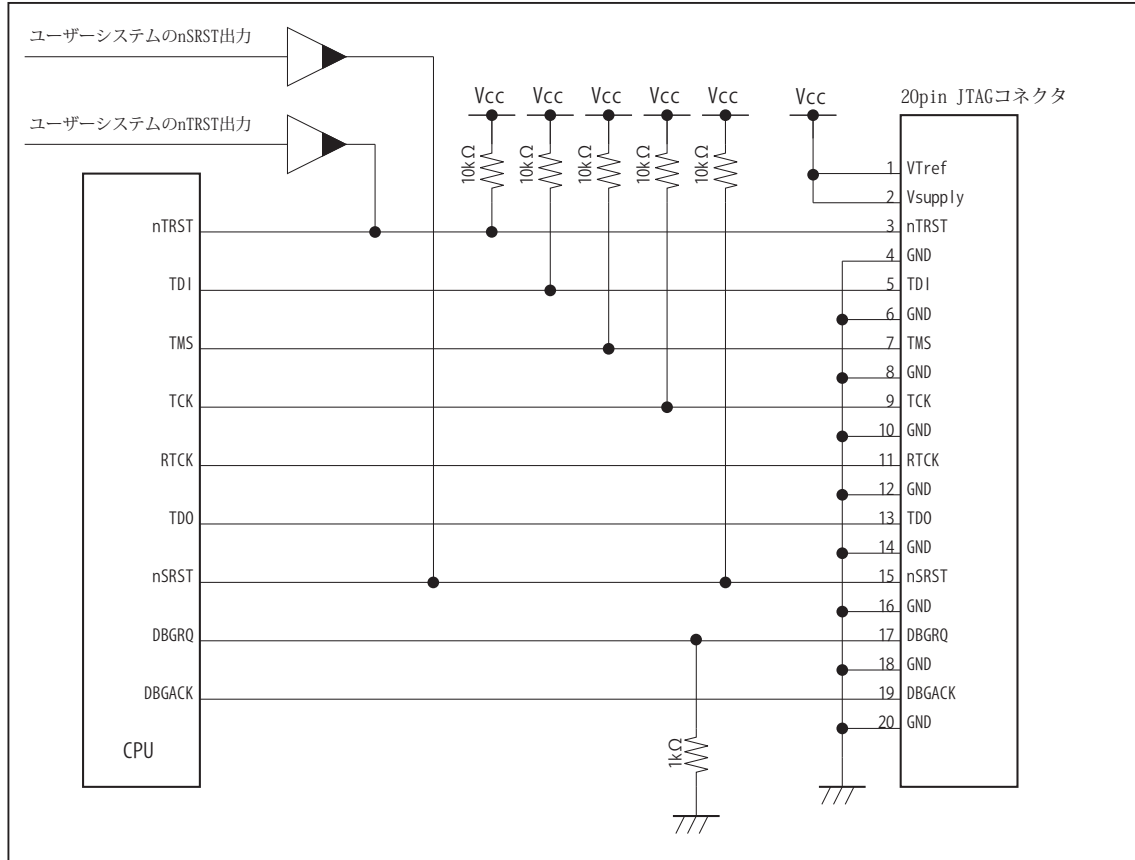 ユーザーシステムのnSRST出力
ユーザーシステムのnTRST出力
Vcc
Vcc
Vcc
Vcc
Vcc
Vcc
20pin JTAGコネクタ
10kΩ
10kΩ
10kΩ
10kΩ
10kΩ
1 VTref
2 Vsupply
nTRST
3 nTRST
4 GND
TDI
5 TDI
6 GND
TMS
7 TMS
8 GND
TCK
9 TCK
10 GND
RTCK
11 RTCK
12 GND
TDO
13 TDO
14 GND
nSRST
15 nSRST
16 GND
DBGRQ
17 DBGRQ
18 GND
DBGACK
19 DBGACK
20 GND
CPU
1kΩ